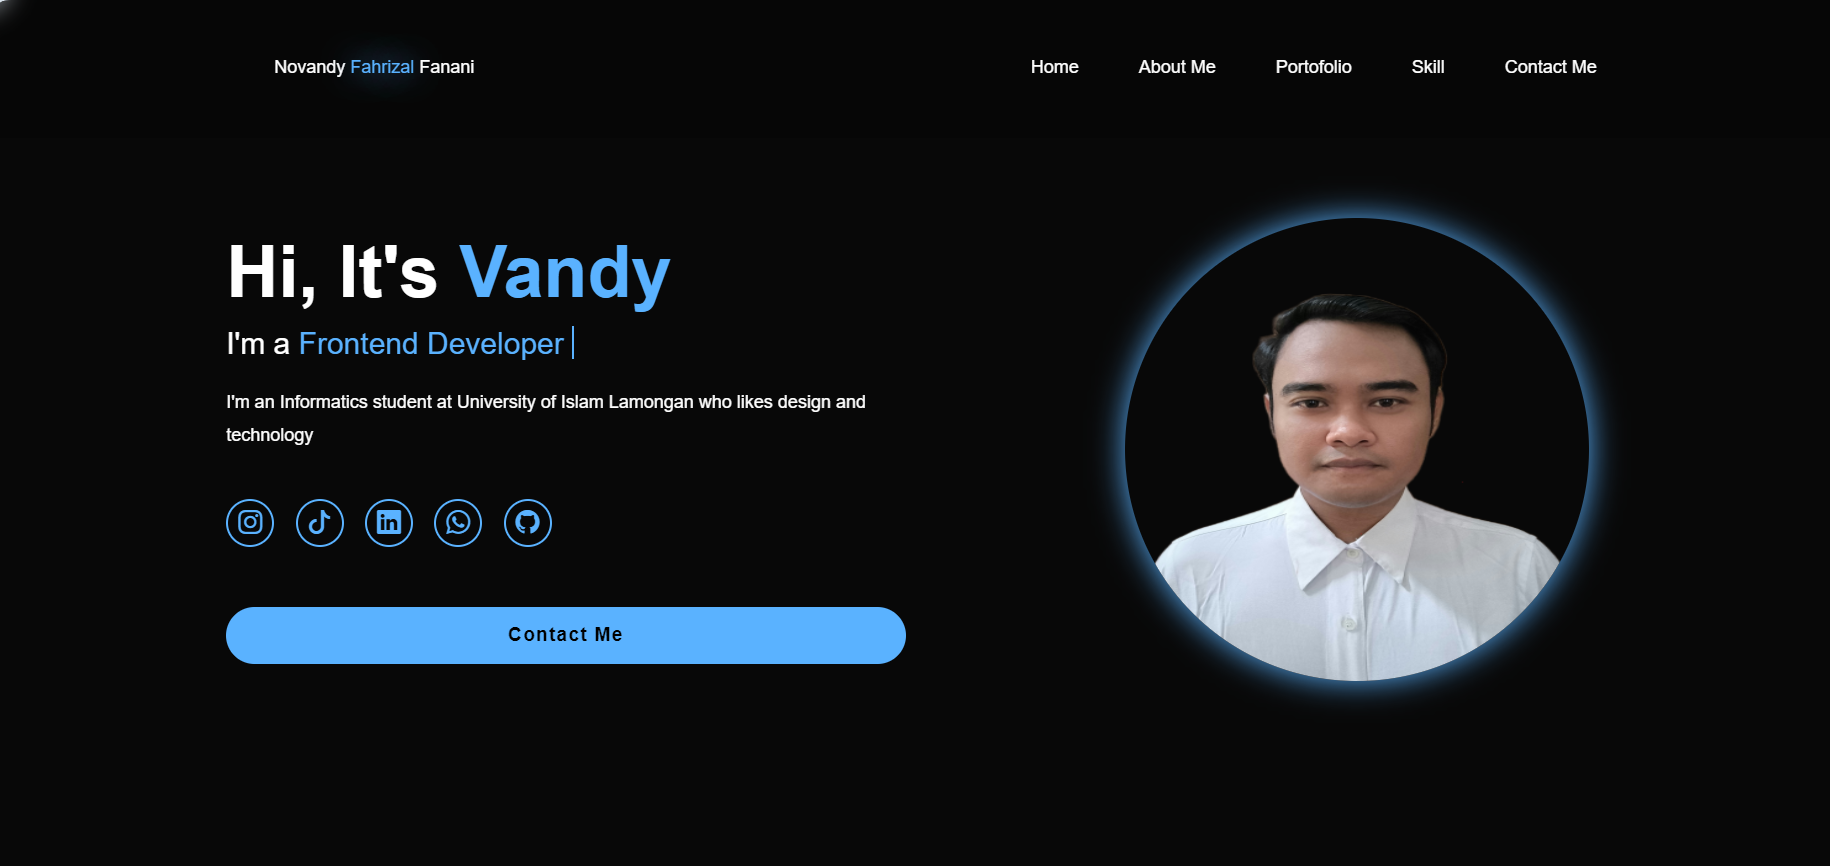 Novandy Fahrizal Fanani
Home
About Me
Portofolio
Skill
Contact Me
Hi, It's Vandy
I'm a Frontend Developer
I'm an Informatics student at University of Islam Lamongan who likes design and
technology
in
Contact Me